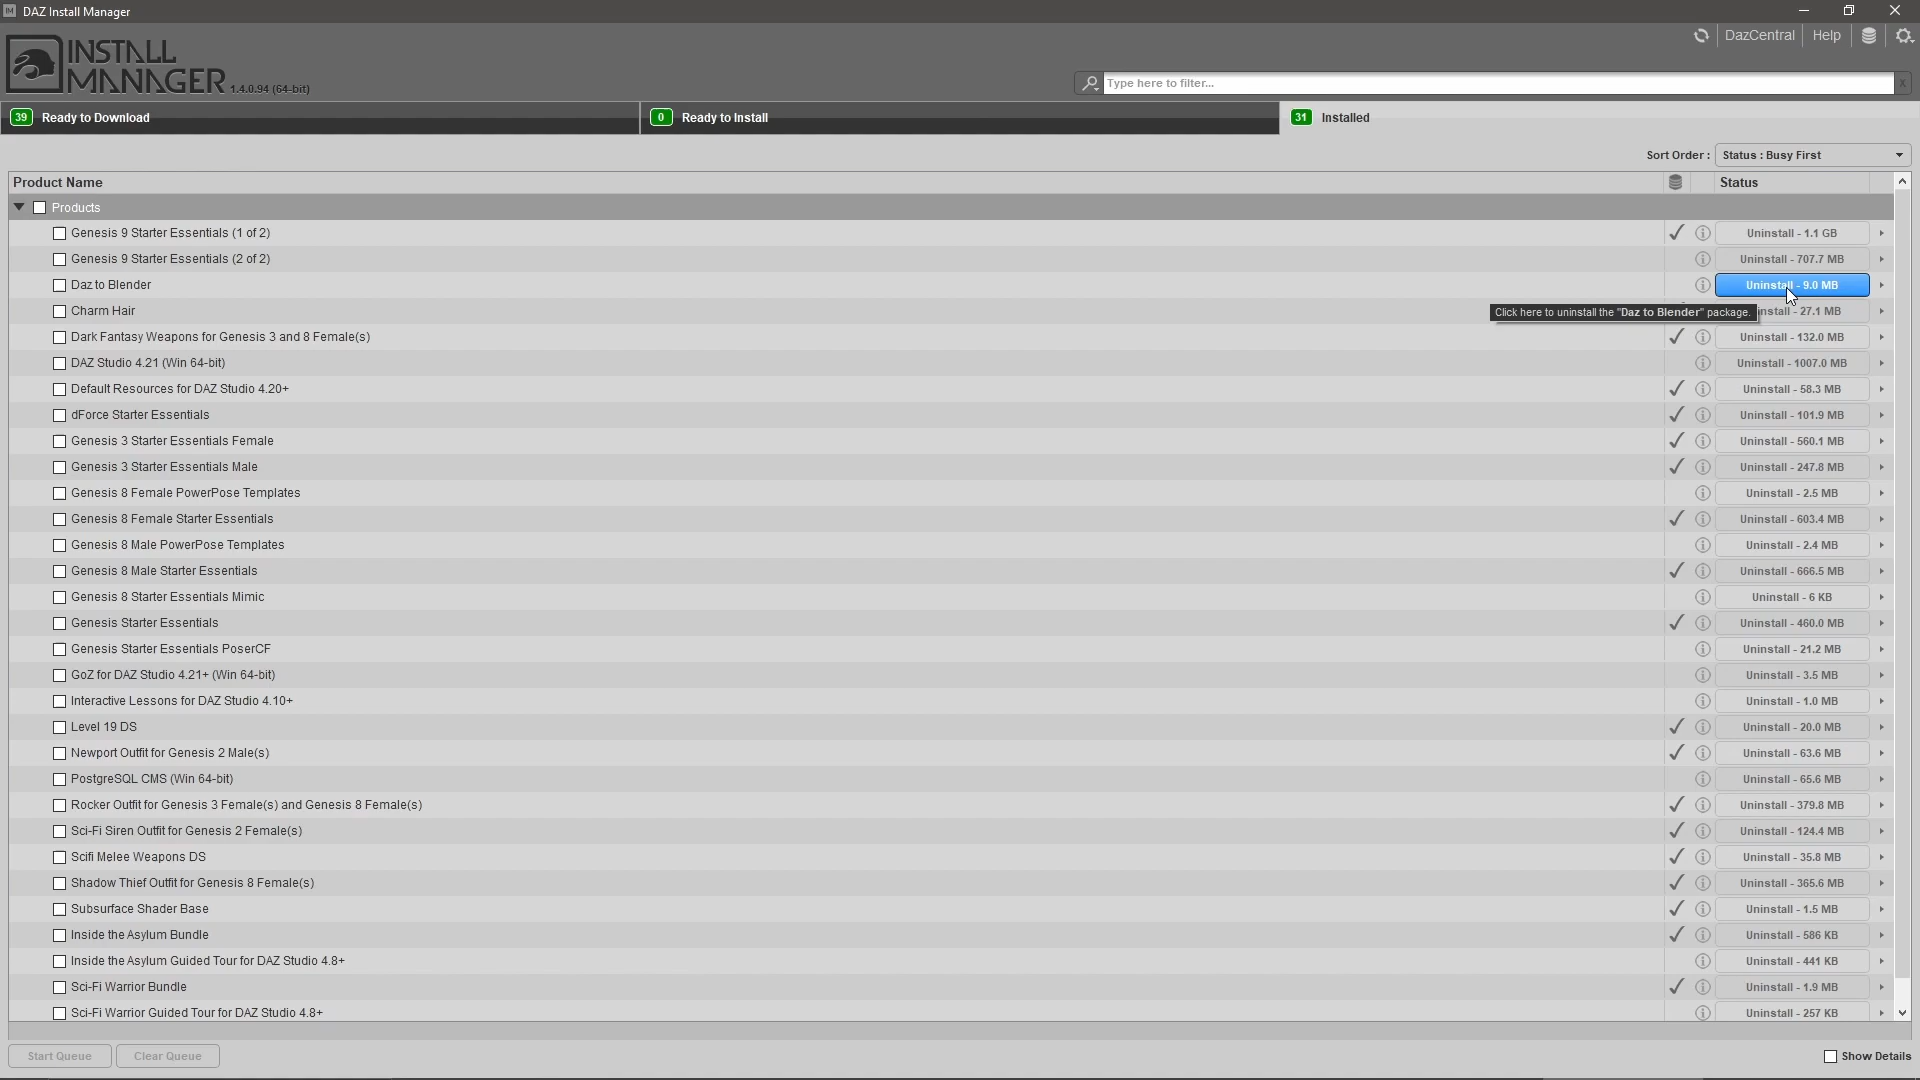 IM DAZ Install Manager
DazCentral Help
INSTALL
MANAGER 1.4.0.94 (64-bit)
Type here to filter... x
39 Ready to Download 0 Ready to Install 31 Installed
Sort Order : Status : Busy First
Product Name Status
Products
Genesis 9 Starter Essentials (1 of 2) Uninstall - 1.1 GB
Genesis 9 Starter Essentials (2 of 2) Uninstall - 707.7 MB
Daz to Blender Uninstall - 9.0 MB
Charm Hair Click here to uninstall the "Daz to Blender" package. nstall - 27.1 MB
Dark Fantasy Weapons for Genesis 3 and 8 Female(s) Uninstall - 132.0 MB
DAZ Studio 4.21 (Win 64-bit) Uninstall - 1007.0 MB
Default Resources for DAZ Studio 4.20+ Uninstall - 58.3 MB
dForce Starter Essentials Uninstall - 101.9 MB
Genesis 3 Starter Essentials Female Uninstall - 560.1 MB
Genesis 3 Starter Essentials Male Uninstall - 247.8 MB
Genesis 8 Female PowerPose Templates Uninstall - 2.5 MB
Genesis 8 Female Starter Essentials Uninstall - 603.4 MB
Genesis 8 Male PowerPose Templates Uninstall - 2.4 MB
Genesis 8 Male Starter Essentials Uninstall - 666.5 MB
Genesis 8 Starter Essentials Mimic Uninstall - 6 KB
Genesis Starter Essentials Uninstall - 460.0 MB
Genesis Starter Essentials PoserCF Uninstall - 21.2 MB
GoZ for DAZ Studio 4.21+ (Win 64-bit) Uninstall - 3.5 MB
Interactive Lessons for DAZ Studio 4.10+ Uninstall - 1.0 MB
Level 19 DS Uninstall - 20.0 MB
Newport Outfit for Genesis 2 Male(s) Uninstall - 63.6 MB
PostgreSQL CMS (Win 64-bit) Uninstall - 65.6 MB
Rocker Outfit for Genesis 3 Female(s) and Genesis 8 Female(s) Uninstall - 379.8 MB
Sci-Fi Siren Outfit for Genesis 2 Female(s) Uninstall - 124.4 MB
Scifi Melee Weapons DS Uninstall - 35.8 MB
Shadow Thief Outfit for Genesis 8 Female(s) Uninstall - 365.6 MB
Subsurface Shader Base Uninstall - 1.5 MB
Inside the Asylum Bundle Uninstall - 586 KB
Inside the Asylum Guided Tour for DAZ Studio 4.8+ Uninstall - 441 KB
Sci-Fi Warrior Bundle Uninstall - 1.9 MB
Sci-Fi Warrior Guided Tour for DAZ Studio 4.8+ Uninstall - 257 KB
Start Queue Clear Queue Show Details